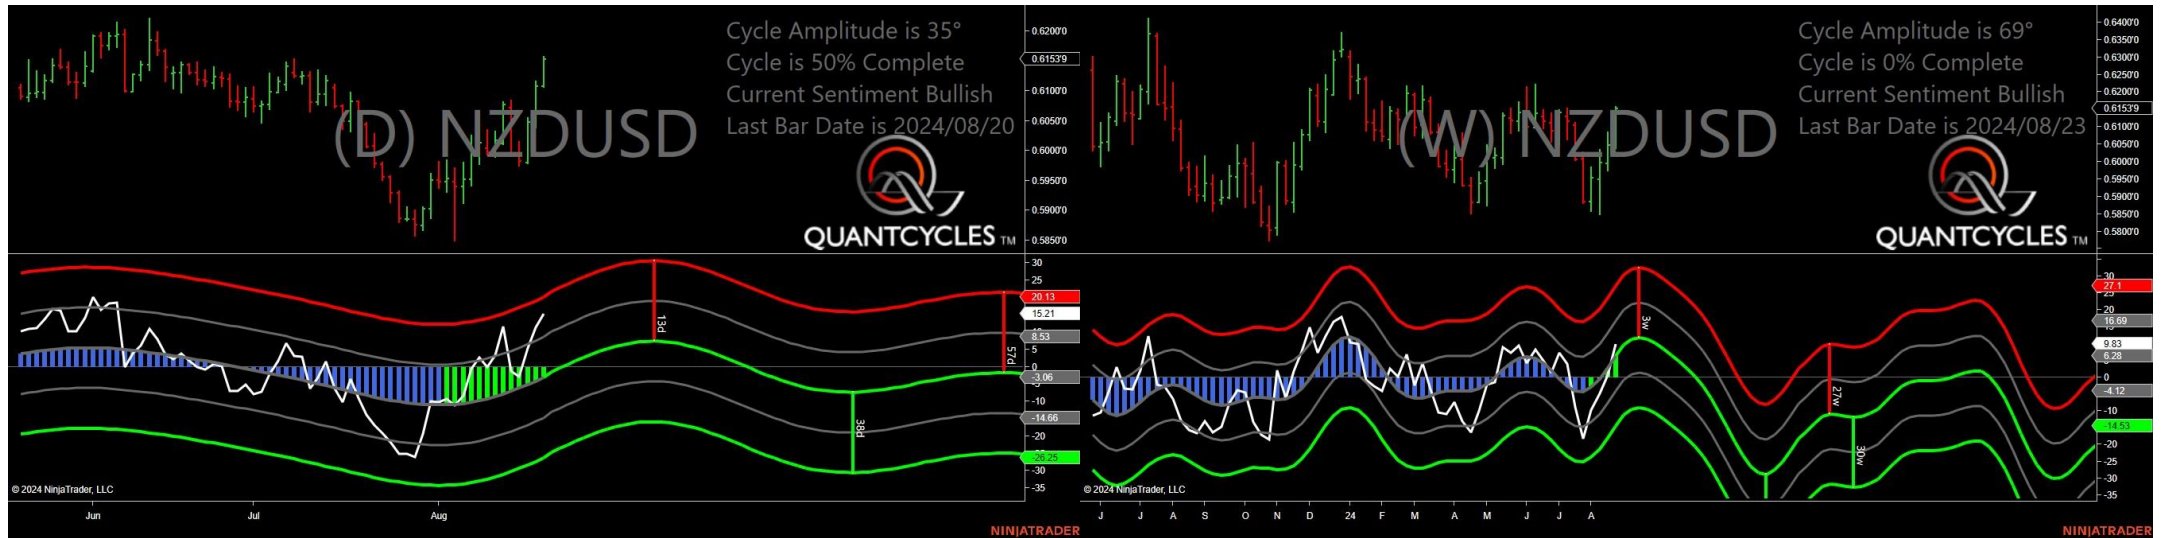 Cycle Amplitude is 35°
Cycle is 50% Complete
Current Sentiment Bullish
Last Bar Date is 2024/08/20
(D) NZDUSD
QUANTCYCLES TM
0.6200'0
0.6153'9
0.6100'0
0.6050'0
0.6000'0
0.5950'0
0.5900'0
0.5850'0
30
25
20.13
15.21
8.53
5
0
-3.06
-10
-14.66
-20
-26.25
-30
-35
13d
38d
57d
© 2024 NinjaTrader, LLC
Jun Jul Aug
NINJATRADER
Cycle Amplitude is 69°
Cycle is 0% Complete
Current Sentiment Bullish
Last Bar Date is 2024/08/23
(W) NZDUSD
QUANTCYCLES TM
0.6400'0
0.6350'0
0.6300'0
0.6250'0
0.6200'0
0.6153'9
0.6100'0
0.6050'0
0.6000'0
0.5950'0
0.5900'0
0.5850'0
0.5800'0
30
27.1
25
16.69
9.83
6.28
0
-4.12
-10
-14.53
-20
-25
-30
-35
3w
27w
30w
© 2024 NinjaTrader, LLC
J J A S O N D 24 F M A M J J A
NINJATRADER